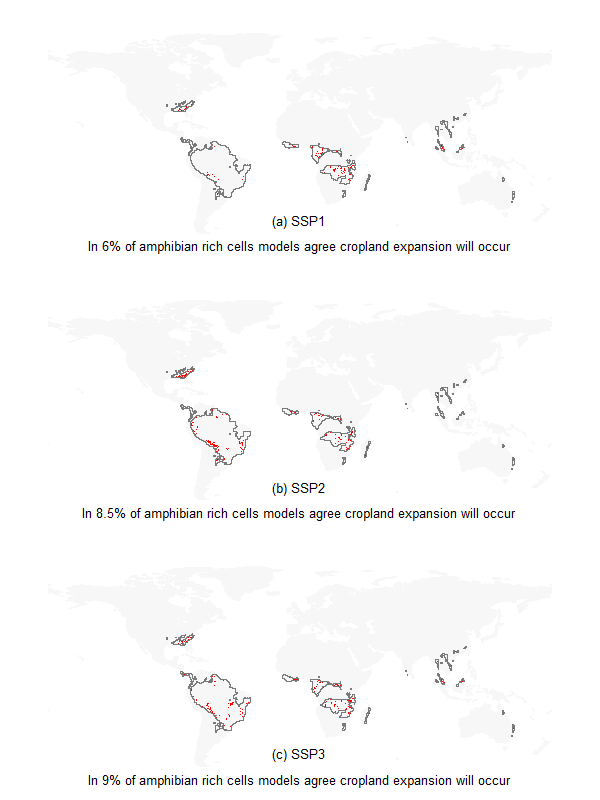 (a) SSP1
In 6% of amphibian rich cells models agree cropland expansion will occur
(b) SSP2
In 8.5% of amphibian rich cells models agree cropland expansion will occur
(c) SSP3
In 9% of amphibian rich cells models agree cropland expansion will occur